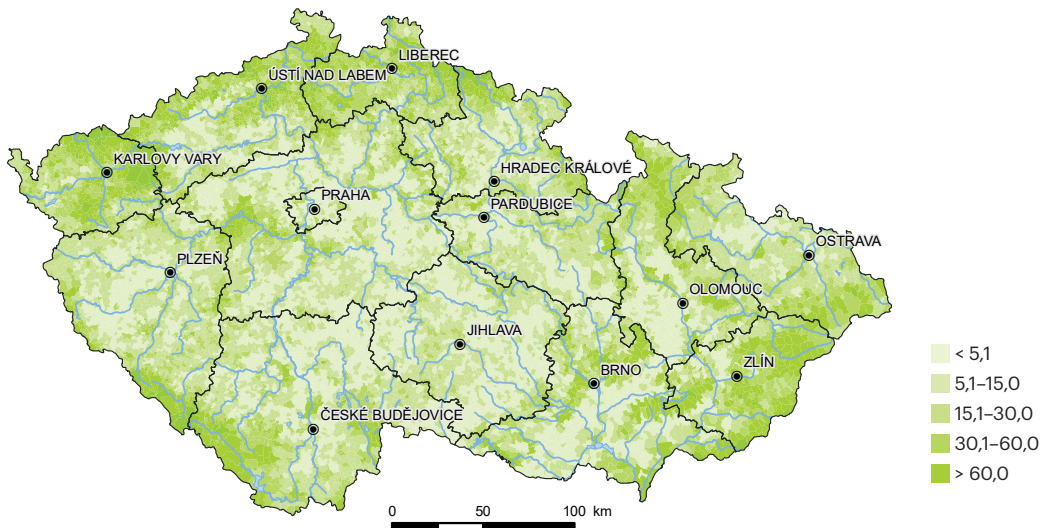 LIBEREC
ÚSTÍ NAD LABEM
KARLOVY VARY
HRADEC KRÁLOVÉ
PRAHA
PARDUBICE
OSTRAVA
PLZEŇ
OLOMOUC
JIHLAVA
ZLÍN
BRNO
ČESKÉ BUDĚJOVICE
< 5,1
5,1–15,0
15,1–30,0
30,1–60,0
> 60,0
0 50 100 km